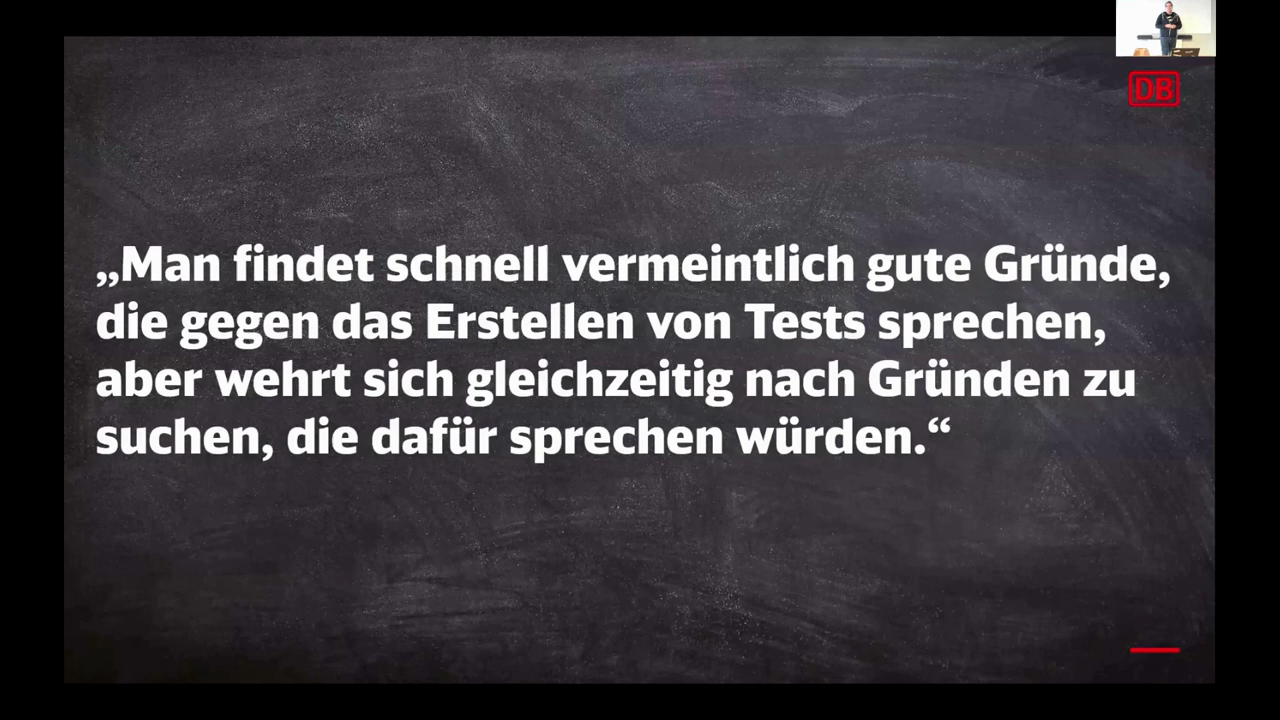 DB
„Man findet schnell vermeintlich gute Gründe,
die gegen das Erstellen von Tests sprechen,
aber wehrt sich gleichzeitig nach Gründen zu
suchen, die dafür sprechen würden.“